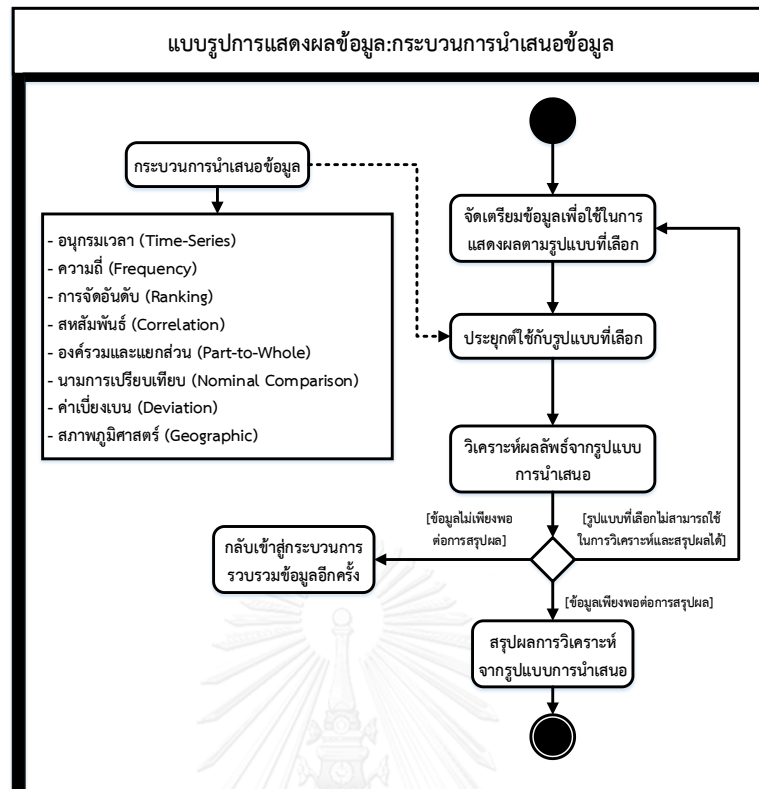 แบบรูปการแสดงผลข้อมูล:กระบวนการนำเสนอข้อมูล
กระบวนการนำเสนอข้อมูล
- อนุกรมเวลา (Time-Series)
- ความถี่ (Frequency)
- การจัดอันดับ (Ranking)
- สหสัมพันธ์ (Correlation)
- องค์รวมและแยกส่วน (Part-to-Whole)
- นามการเปรียบเทียบ (Nominal Comparison)
- ค่าเบี่ยงเบน (Deviation)
- สภาพภูมิศาสตร์ (Geographic)
จัดเตรียมข้อมูลเพื่อใช้ในการ
แสดงผลตามรูปแบบที่เลือก
ประยุกต์ใช้กับรูปแบบที่เลือก
วิเคราะห์ผลลัพธ์จากรูปแบบ
การนำเสนอ
[ข้อมูลไม่เพียงพอ
ต่อการสรุปผล]
[รูปแบบที่เลือกไม่สามารถใช้
ในการวิเคราะห์และสรุปผลได้]
กลับเข้าสู่กระบวนการ
รวบรวมข้อมูลอีกครั้ง
[ข้อมูลเพียงพอต่อการสรุปผล]
สรุปผลการวิเคราะห์
จากรูปแบบการนำเสนอ